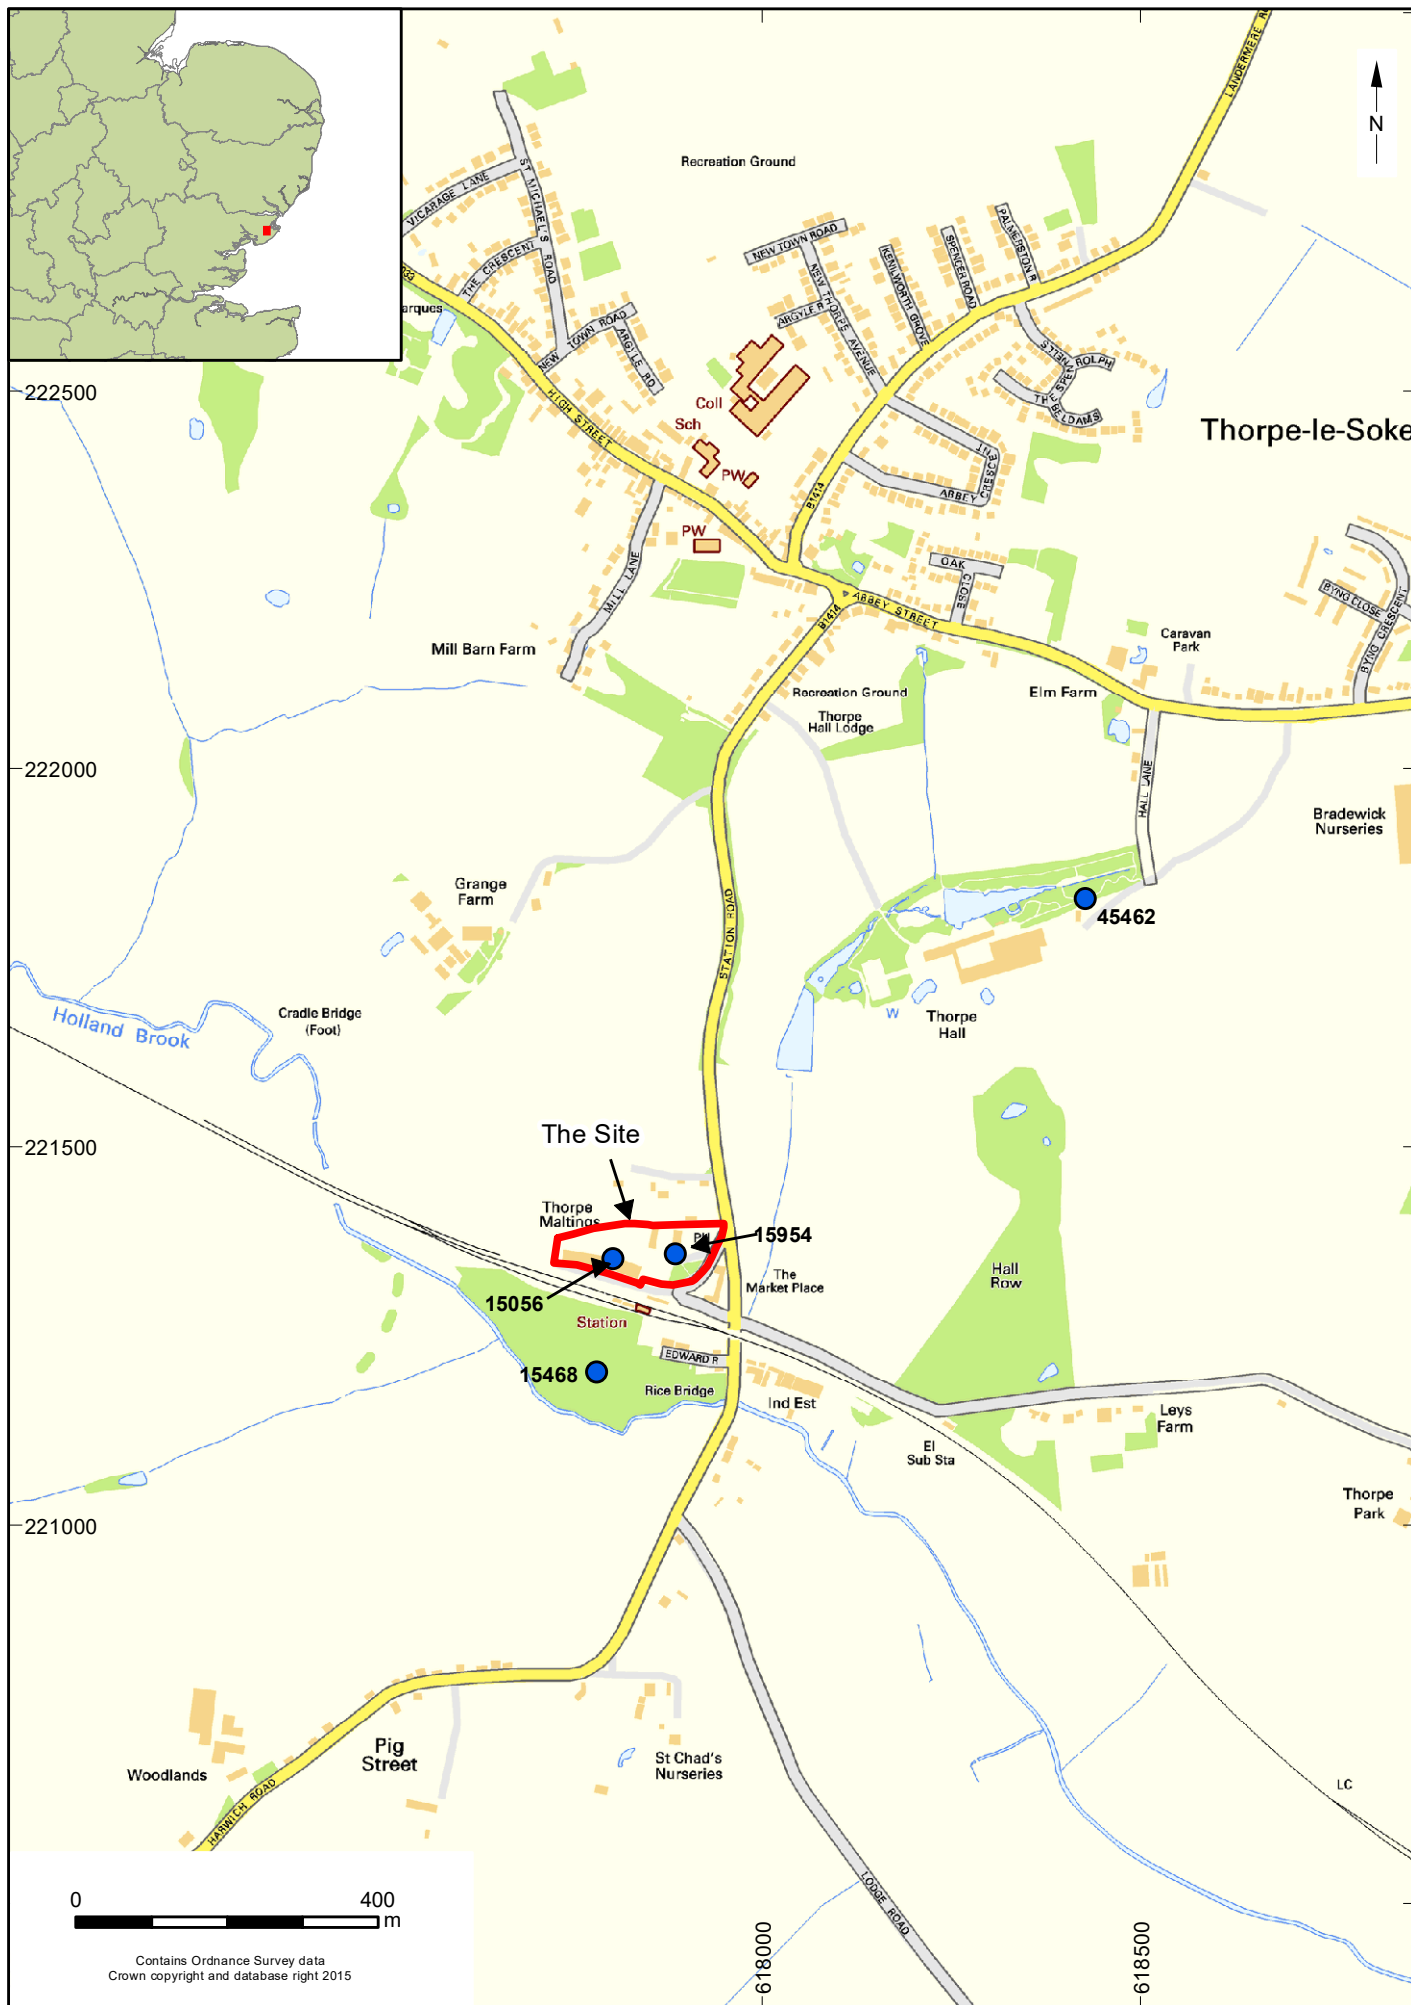 LANDERMERE R
N
Recreation Ground
VICARAGE LANE
ST MICHAEL'S ROAD
THE CRESCENT
NEW TOWN ROAD
ARGYLE RD
HIGH STREET
arques
NEW TOWN ROAD
NEW THORPE AVENUE
ARGYLE R
KENILWORTH GROVE
SPENCER ROAD
PALMERSTON R
THE SPENNELLS
ROLPH
THE BELDAMS
222500
Coll
Sch
PW
PW
Thorpe-le-Soke
B1414
ABBEY CRESCENT
MILL LANE
OAK CLOSE
ABBEY STREET
B1414
BYNG CLOSE
BYNG CRESCENT
Mill Barn Farm
Caravan
Park
Recreation Ground
Elm Farm
Thorpe
Hall Lodge
222000
HALL LANE
Bradewick
Nurseries
Grange
Farm
STATION ROAD
45462
Holland Brook
Cradle Bridge
(Foot)
W
Thorpe
Hall
221500
The Site
Thorpe
Maltings
PH
15954
15056
The
Market Place
Hall
Row
Station
EDWARD R
15468
Rice Bridge
Ind Est
Leys
Farm
El
Sub Sta
Thorpe
Park
221000
Pig
Street
Woodlands
St Chad's
Nurseries
HARWICH ROAD
LC
LODGE ROAD
0 400
m
Contains Ordnance Survey data
Crown copyright and database right 2015
618000
618500